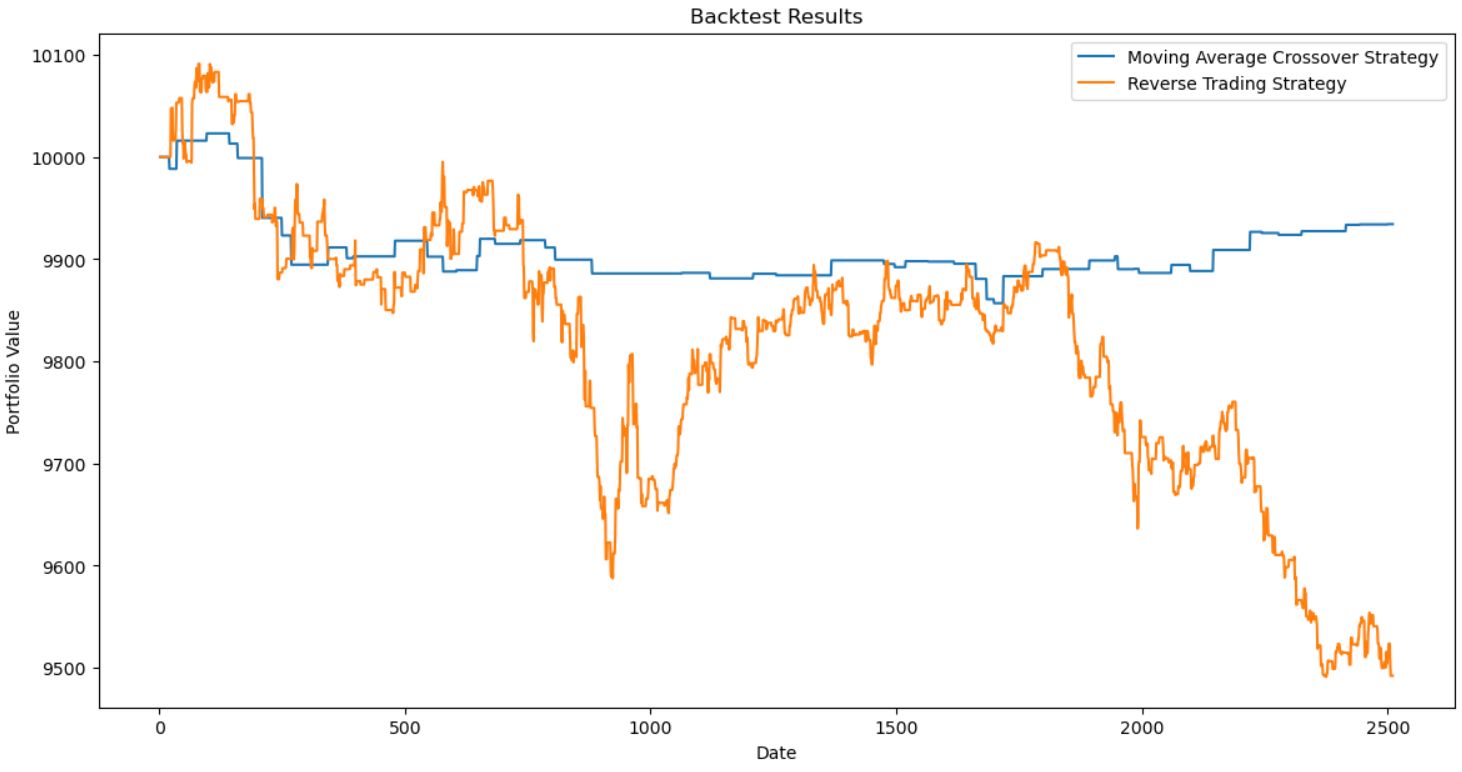 Backtest Results
Moving Average Crossover Strategy
Reverse Trading Strategy
Portfolio Value
10100
10000
9900
9800
9700
9600
9500
0
500
1000
1500
2000
2500
Date